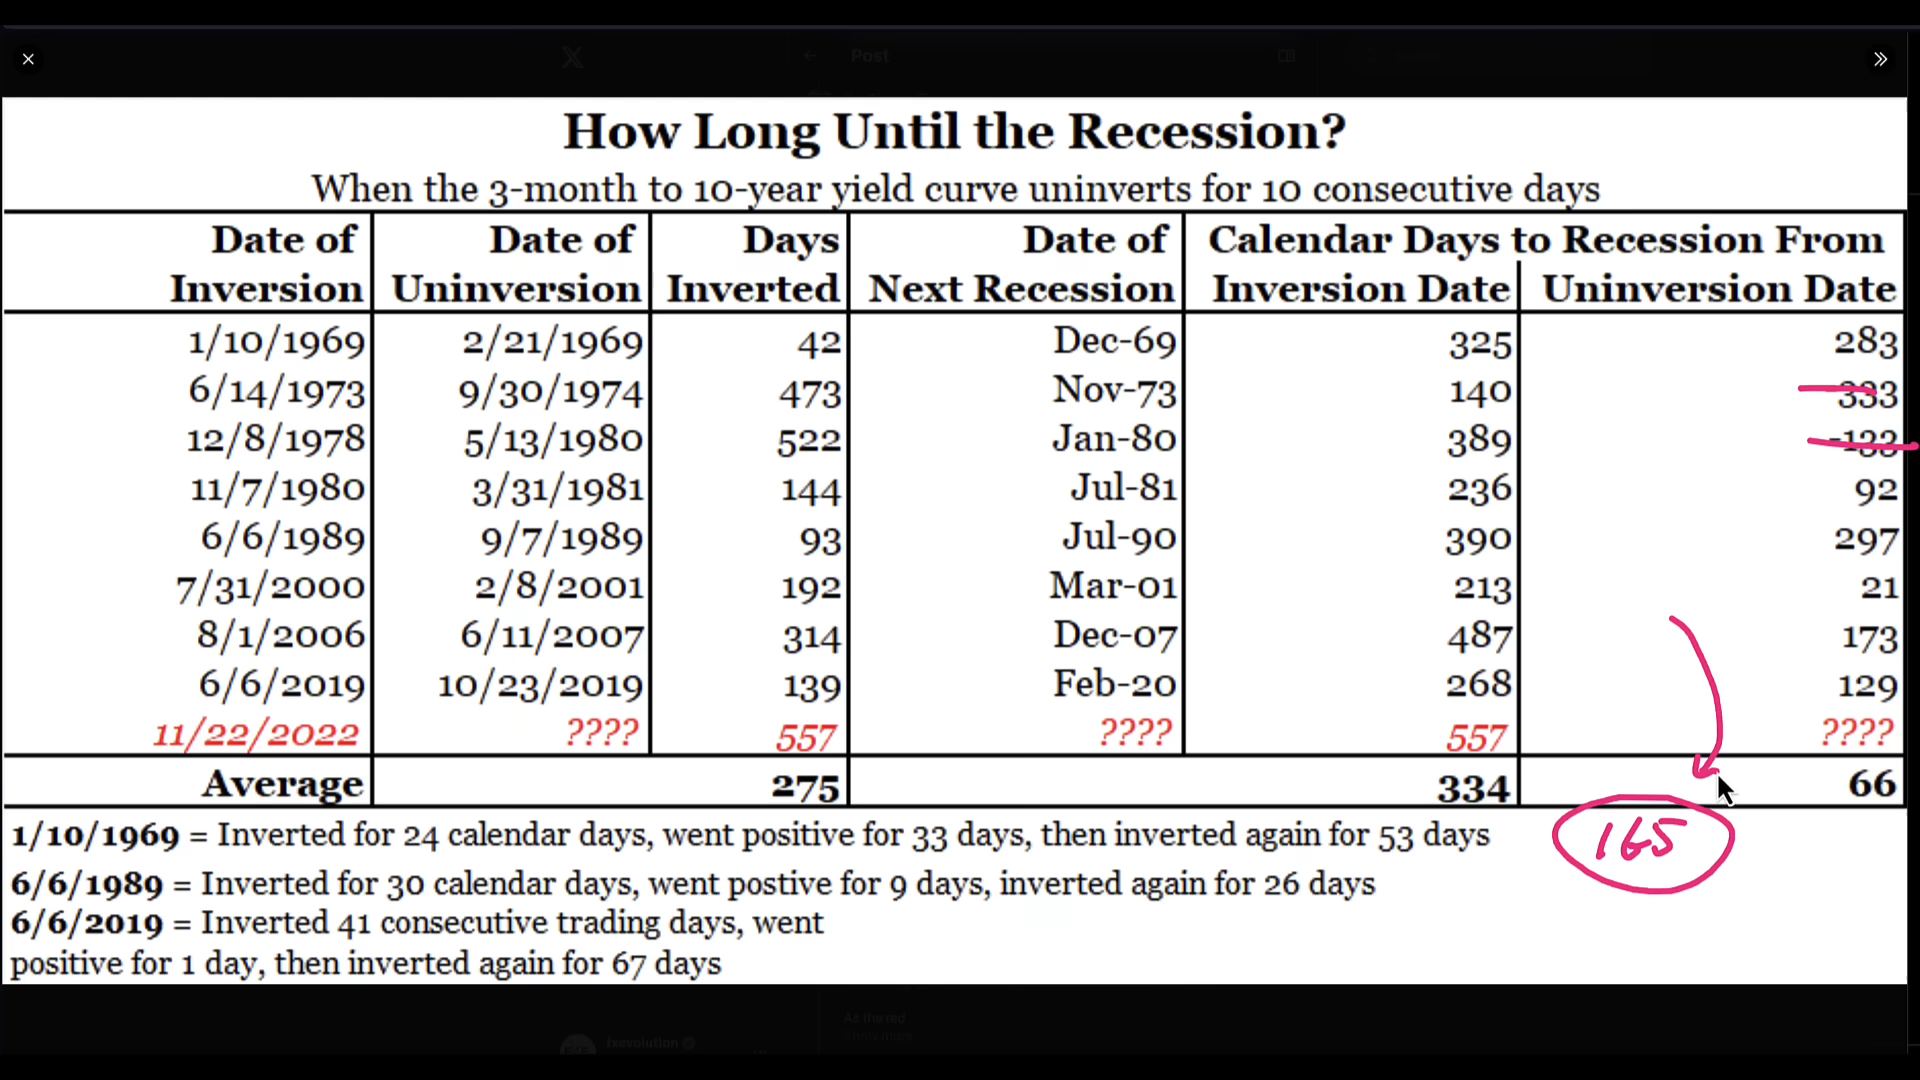 Post
How Long Until the Recession?
When the 3-month to 10-year yield curve uninverts for 10 consecutive days
Date of Inversion | Date of Uninversion | Days Inverted | Date of Next Recession | Calendar Days to Recession From Inversion Date | Uninversion Date
1/10/1969 2/21/1969 42 Dec-69 325 283
6/14/1973 9/30/1974 473 Nov-73 140 333
12/8/1978 5/13/1980 522 Jan-80 389 -133
11/7/1980 3/31/1981 144 Jul-81 236 92
6/6/1989 9/7/1989 93 Jul-90 390 297
7/31/2000 2/8/2001 192 Mar-01 213 21
8/1/2006 6/11/2007 314 Dec-07 487 173
6/6/2019 10/23/2019 139 Feb-20 268 129
11/22/2022 ???? 557 ???? 557 ????
Average 275 334 66
165
1/10/1969 = Inverted for 24 calendar days, went positive for 33 days, then inverted again for 53 days
6/6/1989 = Inverted for 30 calendar days, went postive for 9 days, inverted again for 26 days
6/6/2019 = Inverted 41 consecutive trading days, went
positive for 1 day, then inverted again for 67 days
As the red
fxevolution